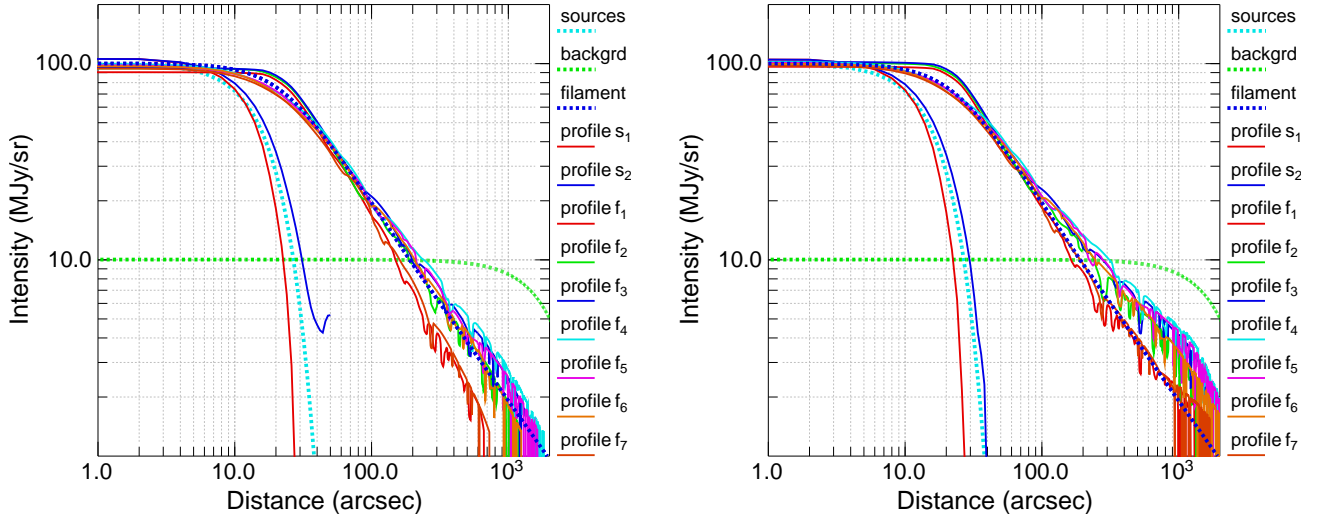 Intensity (MJy/sr)
100.0
10.0
1.0
10.0
100.0
10³
Distance (arcsec)
sources
backgrd
filament
profile s₁
profile s₂
profile f₁
profile f₂
profile f₃
profile f₄
profile f₅
profile f₆
profile f₇
Intensity (MJy/sr)
100.0
10.0
1.0
10.0
100.0
10³
Distance (arcsec)
sources
backgrd
filament
profile s₁
profile s₂
profile f₁
profile f₂
profile f₃
profile f₄
profile f₅
profile f₆
profile f₇